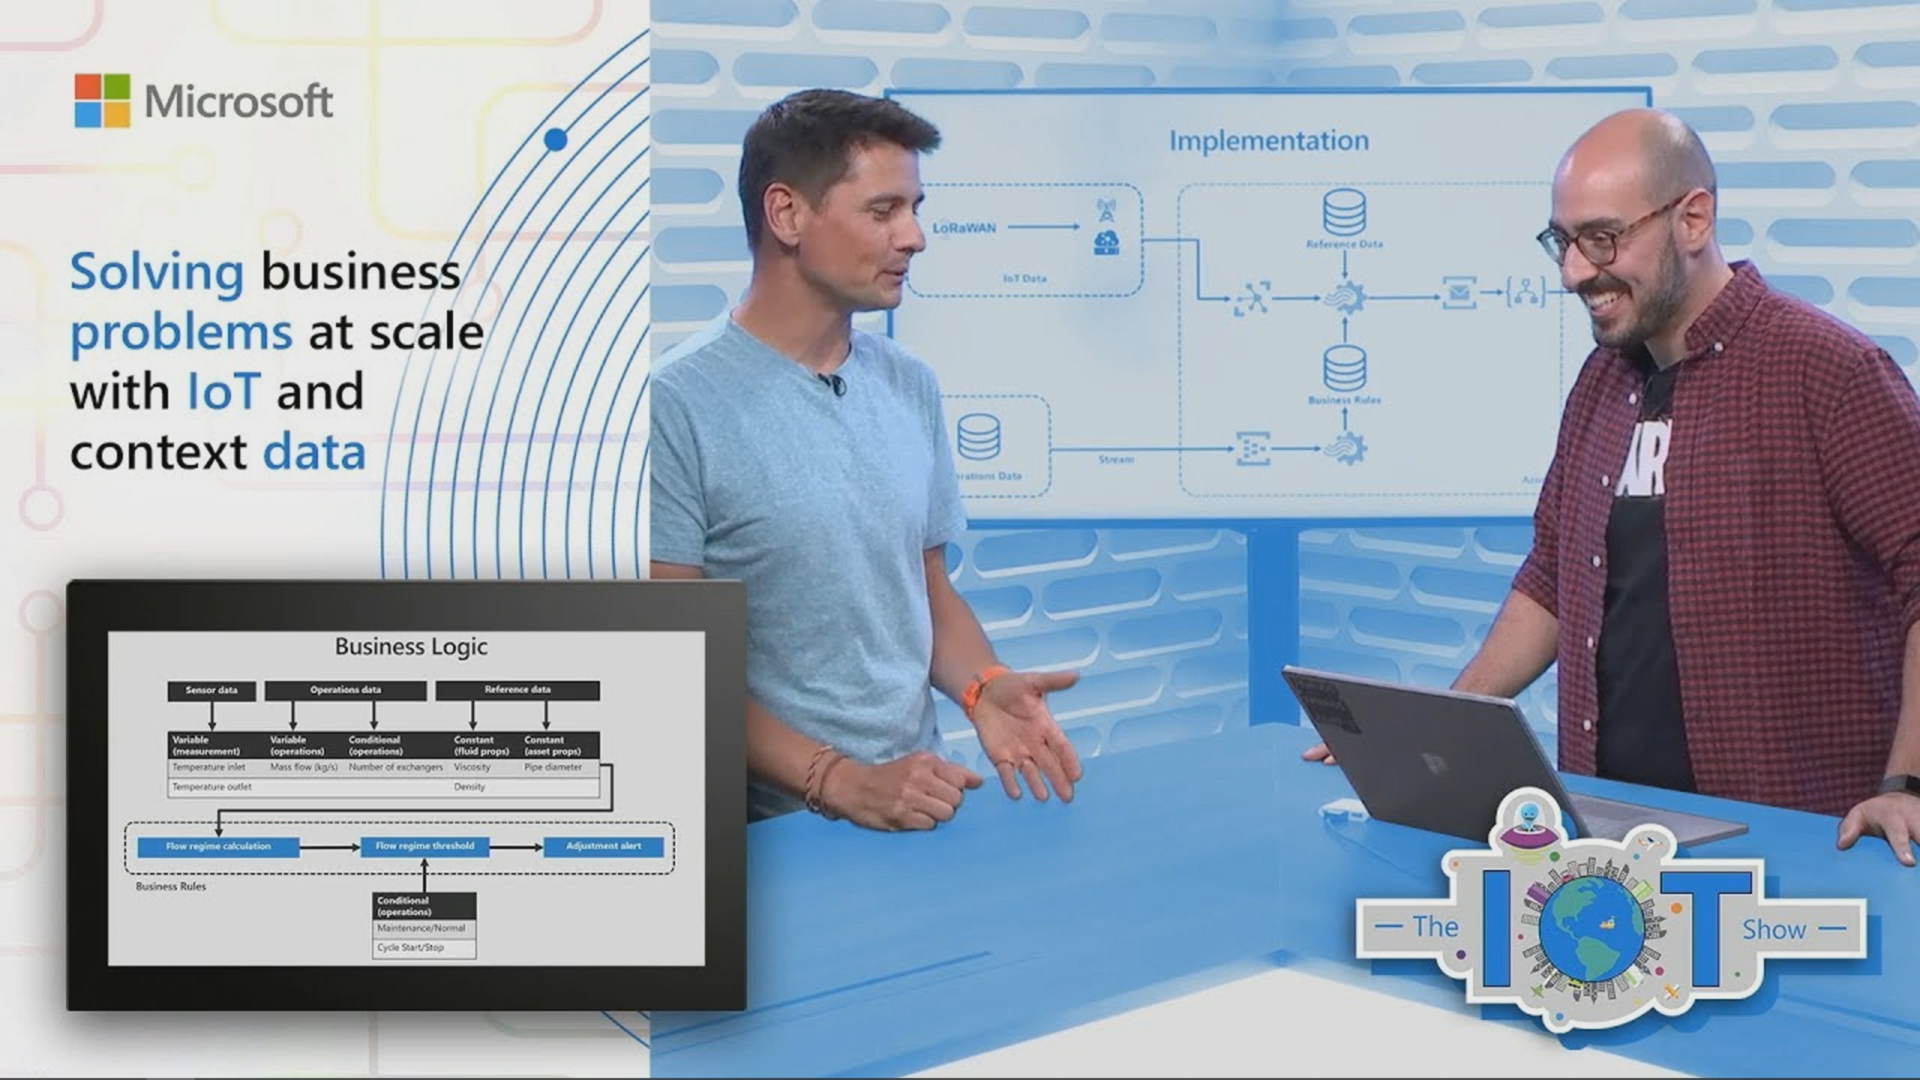 Microsoft
Solving business
problems at scale
with IoT and
context data
Implementation
LoRaWAN
IoT Data
Reference Data
Business Rules
Stream
rations Data
AR
Business Logic
Sensor data
Operations data
Reference data
Variable
(measurement)
Variable
(operations)
Conditional
(operations)
Constant
(fluid props)
Constant
(asset props)
Temperature inlet
Mass flow (kg/s)
Number of exchangers
Viscosity
Pipe diameter
Temperature outlet
Density
Flow regime calculation
Flow regime threshold
Adjustment alert
Business Rules
Conditional
(operations)
Maintenance/Normal
Cycle Start/Stop
The IoT Show